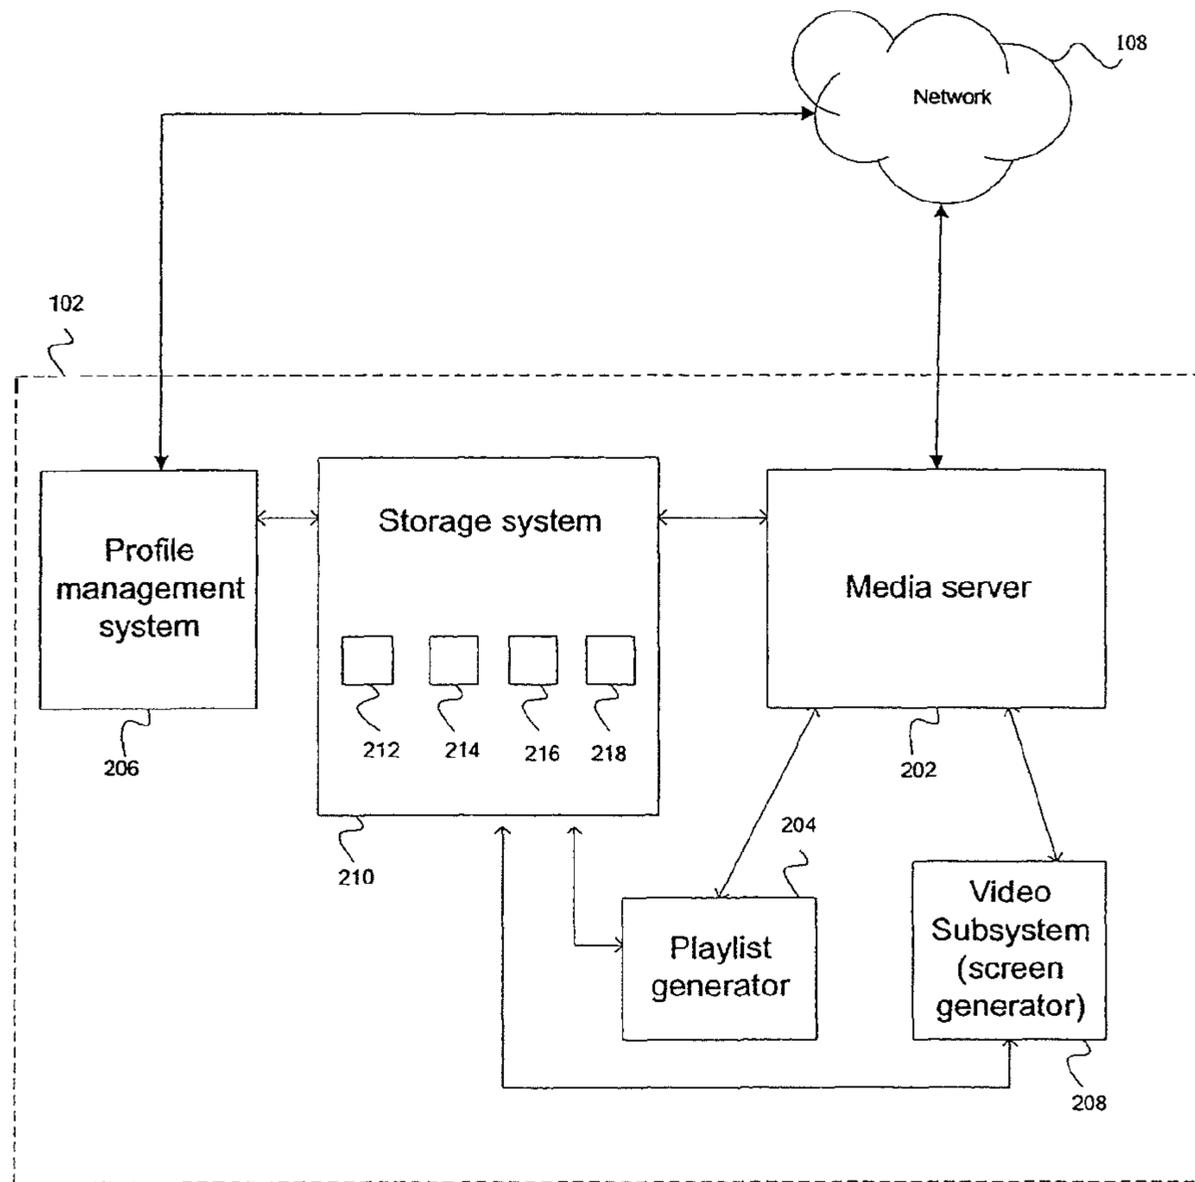 108
Network
102
Profile
management
system
Storage system
Media server
212
214
216
218
206
202
204
210
Playlist
generator
Video
Subsystem
(screen
generator)
208